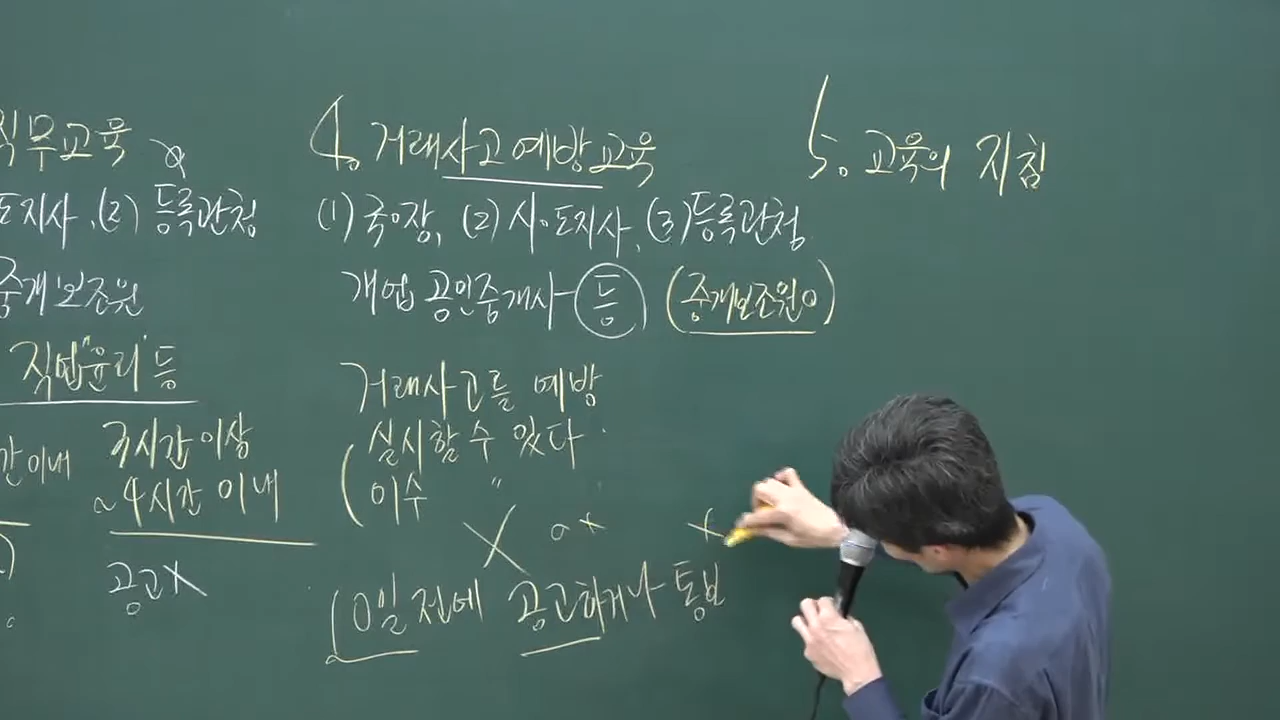 직무교육
도지사, (2) 등록관청
중개보조원
직업"윤리"등
3시간 이상
간 이내 ~4시간 이내
공고X
4. 거래사고예방교육
(1) 국·장, (2) 시·도지사, (3) 등록관청
개업 공인중개사 등 (중개보조원 O)
거래사고를 예방
실시할 수 있다.
이수 "
X
10일 전에 공고하거나 통보
5. 교육의 지침